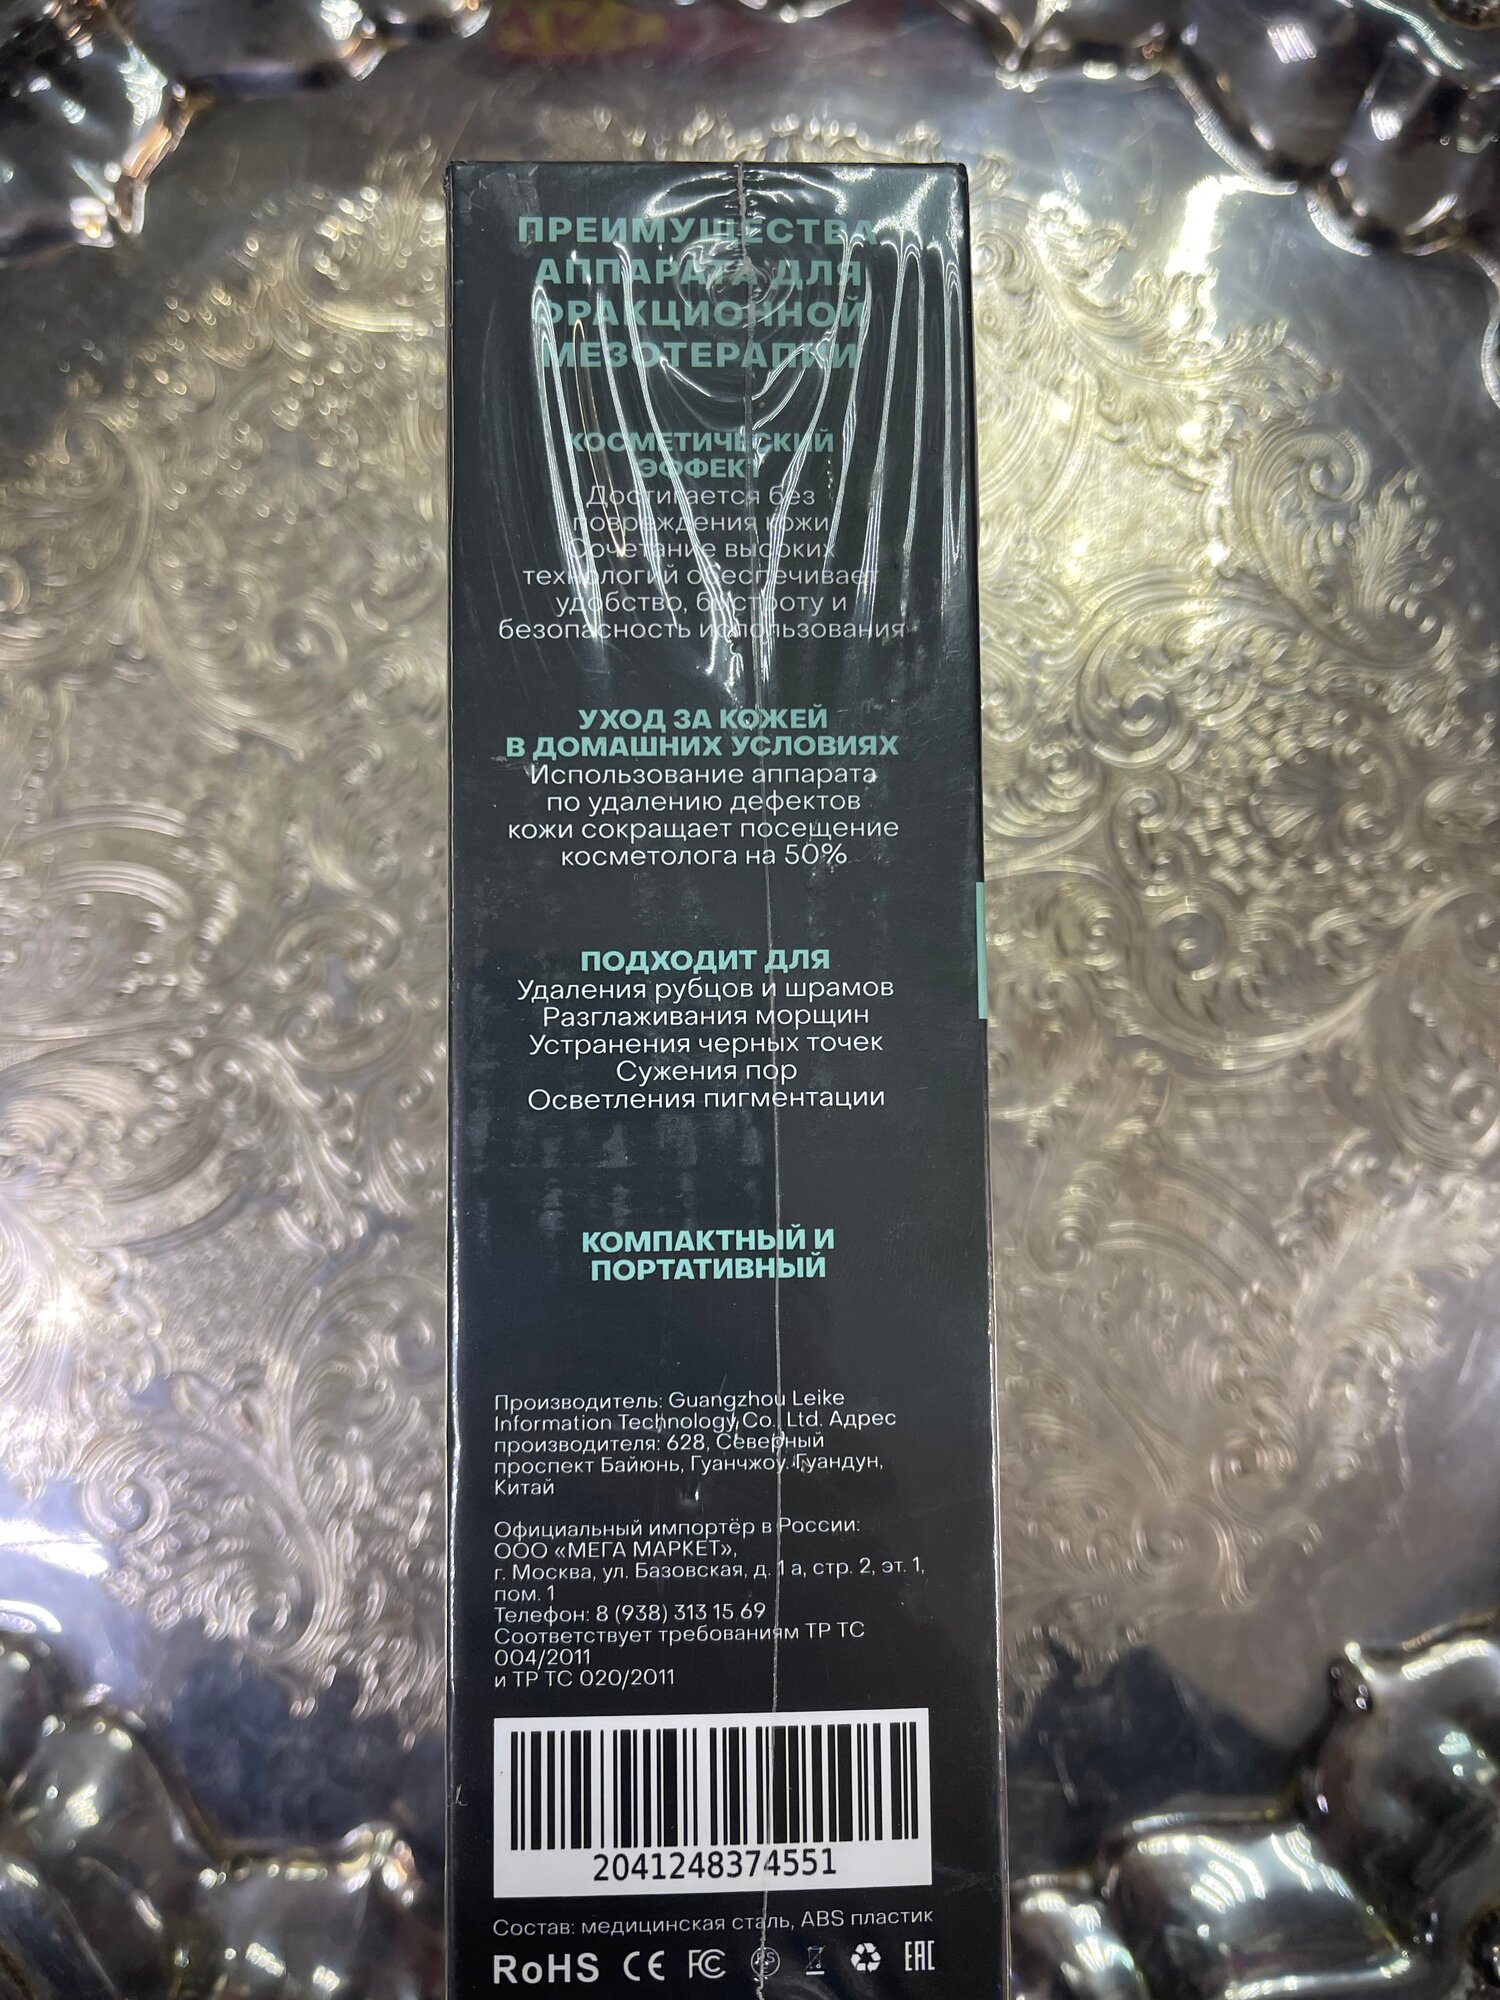 ПРЕИМУЩЕСТВА
АППАРАТА ДЛЯ
ФРАКЦИОННОЙ
МЕЗОТЕРАПИИ
КОСМЕТИЧЕСКИЙ
ЭФФЕКТ
Достигается без
повреждения кожи
Сочетание высоких
технологий обеспечивает
удобство, быстроту и
безопасность использования
УХОД ЗА КОЖЕЙ
В ДОМАШНИХ УСЛОВИЯХ
Использование аппарата
по удалению дефектов
кожи сокращает посещение
косметолога на 50%
ПОДХОДИТ ДЛЯ
Удаления рубцов и шрамов
Разглаживания морщин
Устранения черных точек
Сужения пор
Осветления пигментации
КОМПАКТНЫЙ И
ПОРТАТИВНЫЙ
Производитель: Guangzhou Leike
Information Technology Co., Ltd. Адрес
производителя: 628, Северный
проспект Байюнь, Гуанчжоу. Гуандун,
Китай
Официальный импортёр в России:
ООО «МЕГА МАРКЕТ»,
г. Москва, ул. Базовская, д. 1 а, стр. 2, эт. 1,
пом. 1
Телефон: 8 (938) 313 15 69
Соответствует требованиям ТР ТС
004/2011
и ТР ТС 020/2011
2041248374551
Состав: медицинская сталь, ABS пластик
RoHS CE FC EAC